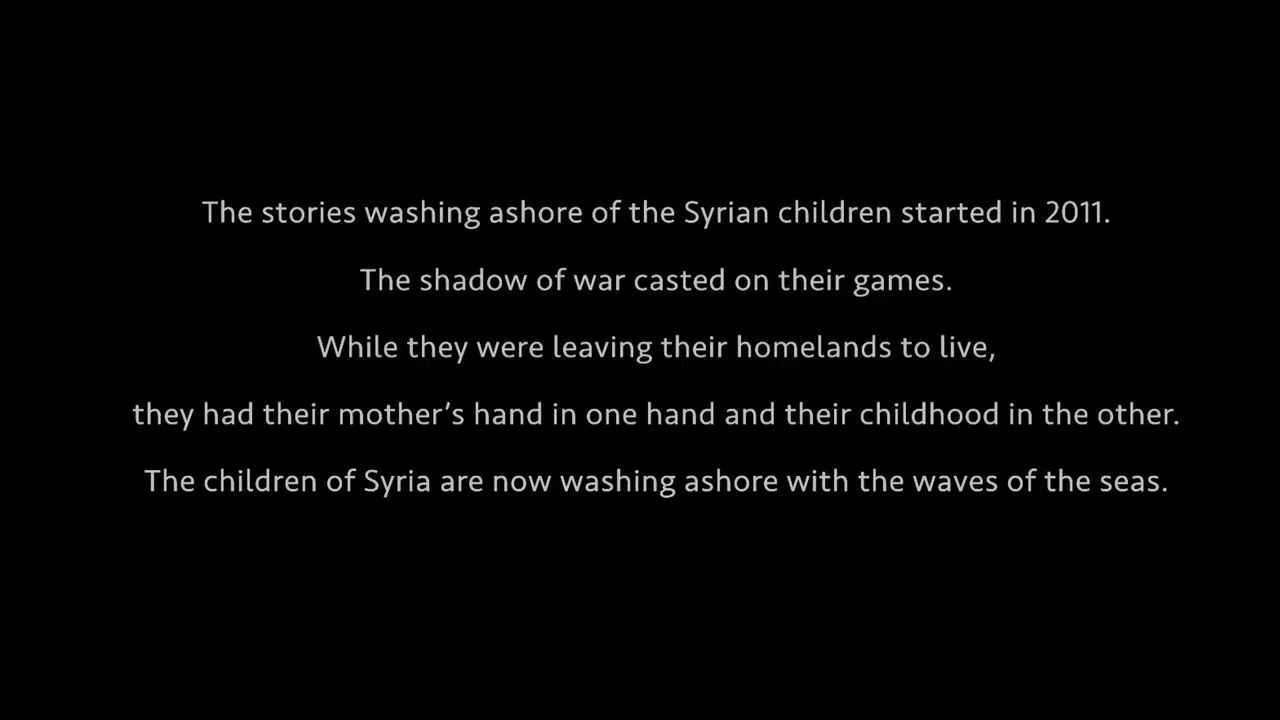 The stories washing ashore of the Syrian children started in 2011.
The shadow of war casted on their games.
While they were leaving their homelands to live,
they had their mother’s hand in one hand and their childhood in the other.
The children of Syria are now washing ashore with the waves of the seas.